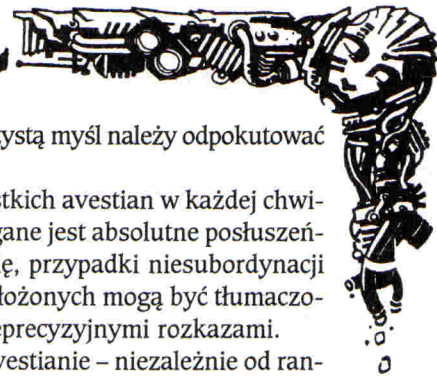 ystą myśl należy odpokutować
stkich avestian w każdej chwi-
gane jest absolutne posłuszeń-
ę, przypadki niesubordynacji
łożonych mogą być tłumaczo-
eprecyzyjnymi rozkazami.
vestianie – niezależnie od ran-